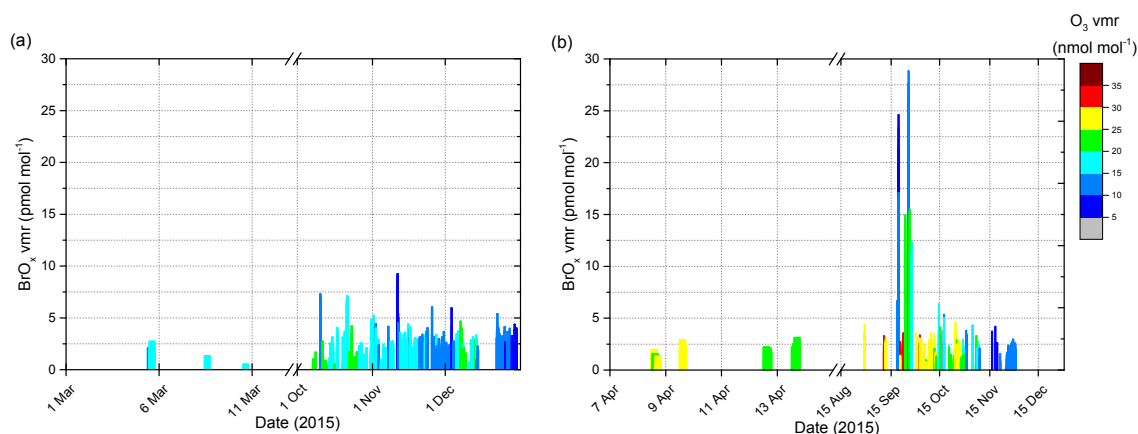 (a)
30
25
20
15
10
5
0
BrOₓ vmr (pmol mol⁻¹)
1 Mar
6 Mar
11 Mar
1 Oct
1 Nov
1 Dec
Date (2015)
(b)
30
25
20
15
10
5
0
BrOₓ vmr (pmol mol⁻¹)
7 Apr
9 Apr
11 Apr
13 Apr
15 Aug
15 Sep
15 Oct
15 Nov
15 Dec
Date (2015)
O₃ vmr
(nmol mol⁻¹)
35
30
25
20
15
10
5